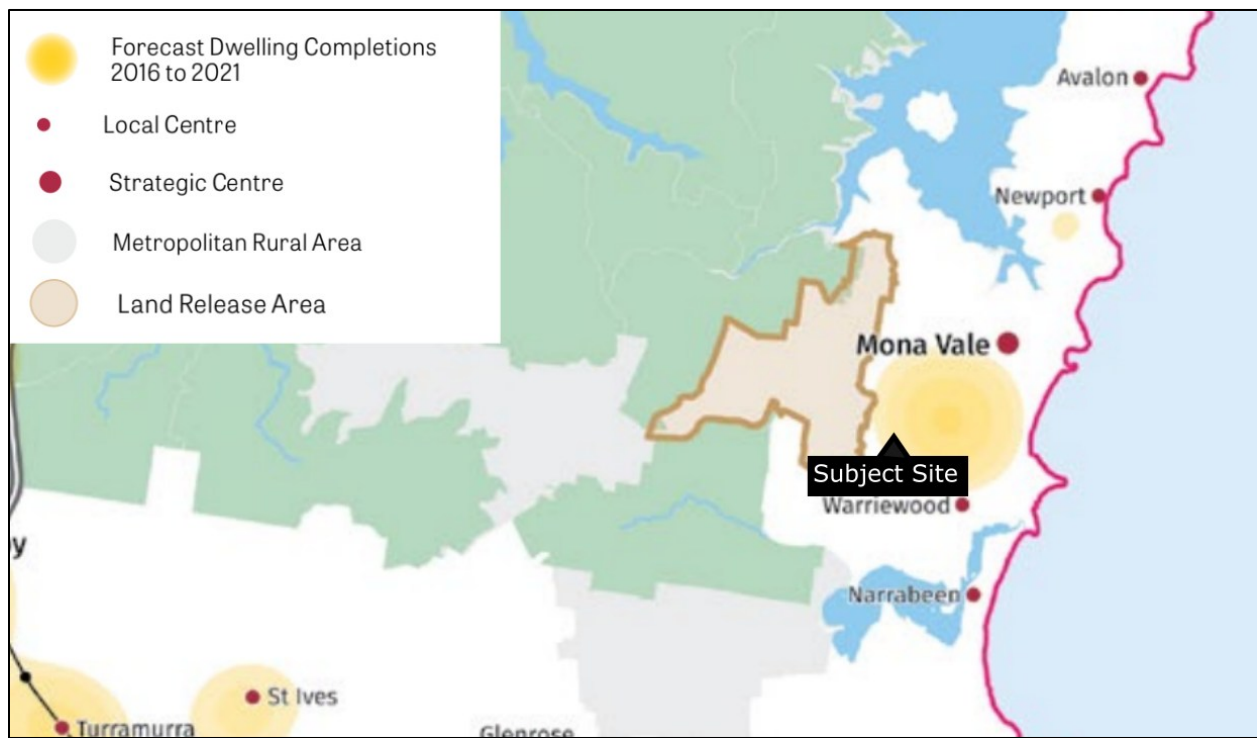 Forecast Dwelling Completions
2016 to 2021
Local Centre
Strategic Centre
Metropolitan Rural Area
Land Release Area
Avalon
Newport
Mona Vale
Subject Site
Warriewood
Narrabeen
y
St Ives
Turramurra
Glenrose